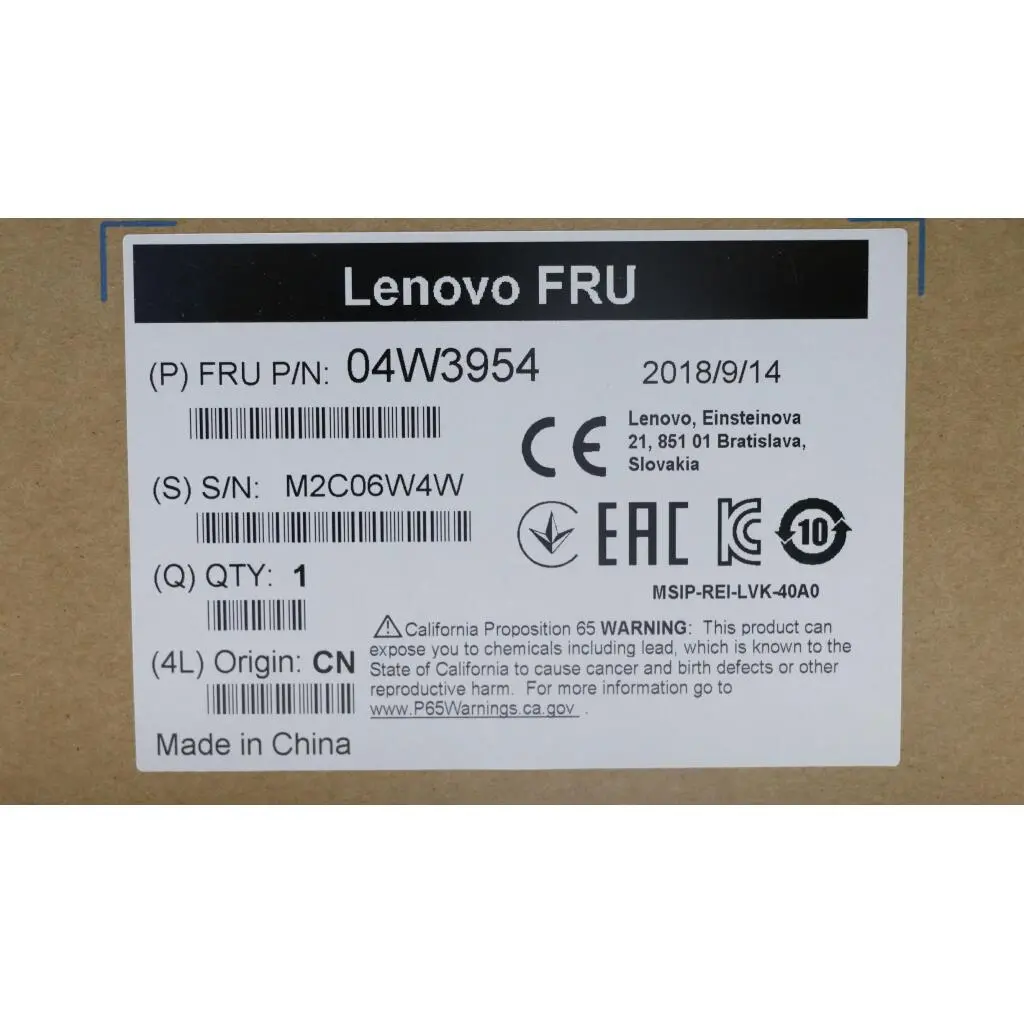 Lenovo FRU
(P) FRU P/N: 04W3954
2018/9/14
CE
Lenovo, Einsteinova
21, 851 01 Bratislava,
Slovakia
(S) S/N: M2C06W4W
EAC
KC
10
MSIP-REI-LVK-40A0
(Q) QTY: 1
(4L) Origin: CN
Made in China
California Proposition 65 WARNING: This product can
expose you to chemicals including lead, which is known to the
State of California to cause cancer and birth defects or other
reproductive harm. For more information go to
www.P65Warnings.ca.gov .